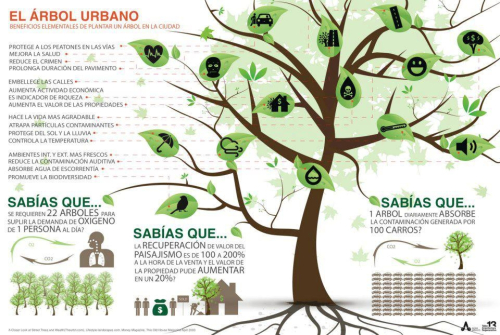 EL ÁRBOL URBANO
BENEFICIOS ELEMENTALES DE PLANTAR UN ÁRBOL EN LA CIUDAD
PROTEGE A LOS PEATONES EN LAS VÍAS
MEJORA LA SALUD
REDUCE EL CRIMEN
PROLONGA DURACIÓN DEL PAVIMENTO
EMBELLECE LAS CALLES
AUMENTA ACTIVIDAD ECONÓMICA
ES INDICADOR DE RIQUEZA
AUMENTA EL VALOR DE LAS PROPIEDADES
HACE LA VIDA MAS AGRADABLE
ATRAPA PARTÍCULAS CONTAMINANTES
PROTEGE DEL SOL Y LA LLUVIA
CONTROLA LA TEMPERATURA
AMBIENTES INT. Y EXT. MAS FRESCOS
REDUCE LA CONTAMINACIÓN AUDITIVA
ABSORBE AGUA DE ESCORRENTÍA
PROMUEVE LA BIODIVERSIDAD
SABÍAS QUE...
SE REQUIEREN 22 ÁRBOLES PARA
SUPLIR LA DEMANDA DE OXÍGENO
DE 1 PERSONA AL DÍA?
O2
CO2
SABÍAS QUE...
LA RECUPERACIÓN DE VALOR DEL
PAISAJISMO ES DE 100 A 200%
A LA HORA DE LA VENTA Y EL VALOR DE
LA PROPIEDAD PUDE AUMENTAR
EN UN 20%?
SABÍAS QUE...
1 ÁRBOL DIARIAMENTE ABSORBE
LA CONTAMINACIÓN GENERADA POR
100 CARROS?
CO2
O2